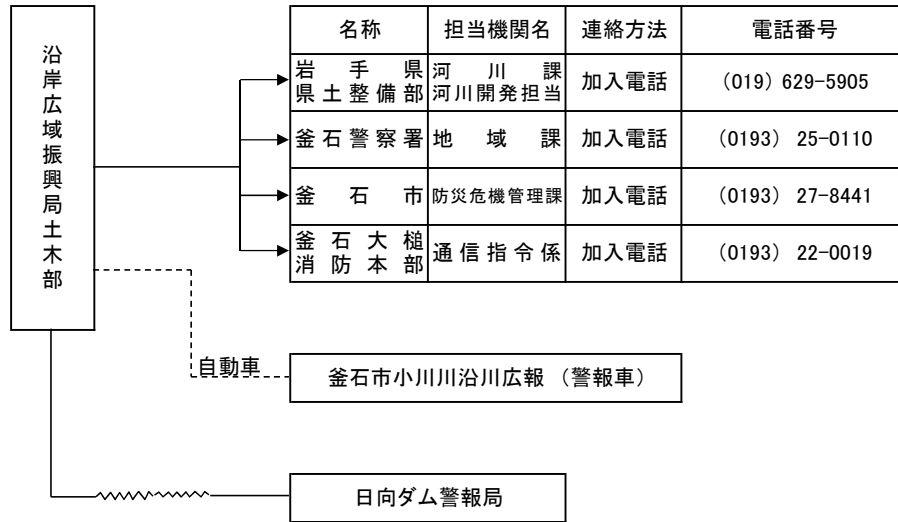 沿岸広域振興局土木部
名称 担当機関名 連絡方法 電話番号
岩手県 河川課
県土整備部 河川開発担当 加入電話 (019) 629-5905
釜石警察署 地域課 加入電話 (0193) 25-0110
釜石市 防災危機管理課 加入電話 (0193) 27-8441
釜石大槌
消防本部 通信指令係 加入電話 (0193) 22-0019
自動車
釜石市小川川沿川広報 (警報車)
日向ダム警報局